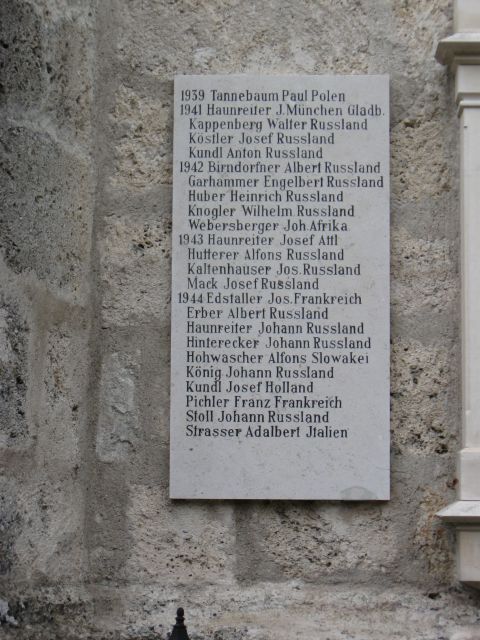 1939 Tannebaum Paul Polen
1941 Haunreiter J. München Gladb.
Kappenberg Walter Russland
Köstler Josef Russland
Kundl Anton Russland
1942 Birndorfner Albert Russland
Garhammer Engelbert Russland
Huber Heinrich Russland
Knogler Wilhelm Russland
Webersberger Joh. Afrika
1943 Haunreiter Josef Attl
Hutterer Alfons Russland
Kaltenhauser Jos. Russland
Mack Josef Russland
1944 Edstaller Jos. Frankreich
Erber Albert Russland
Haunreiter Johann Russland
Hinterecker Johann Russland
Hohwascher Alfons Slowakei
König Johann Russland
Kundl Josef Holland
Pichler Franz Frankreich
Stoll Johann Russland
Strasser Adalbert Jtalien